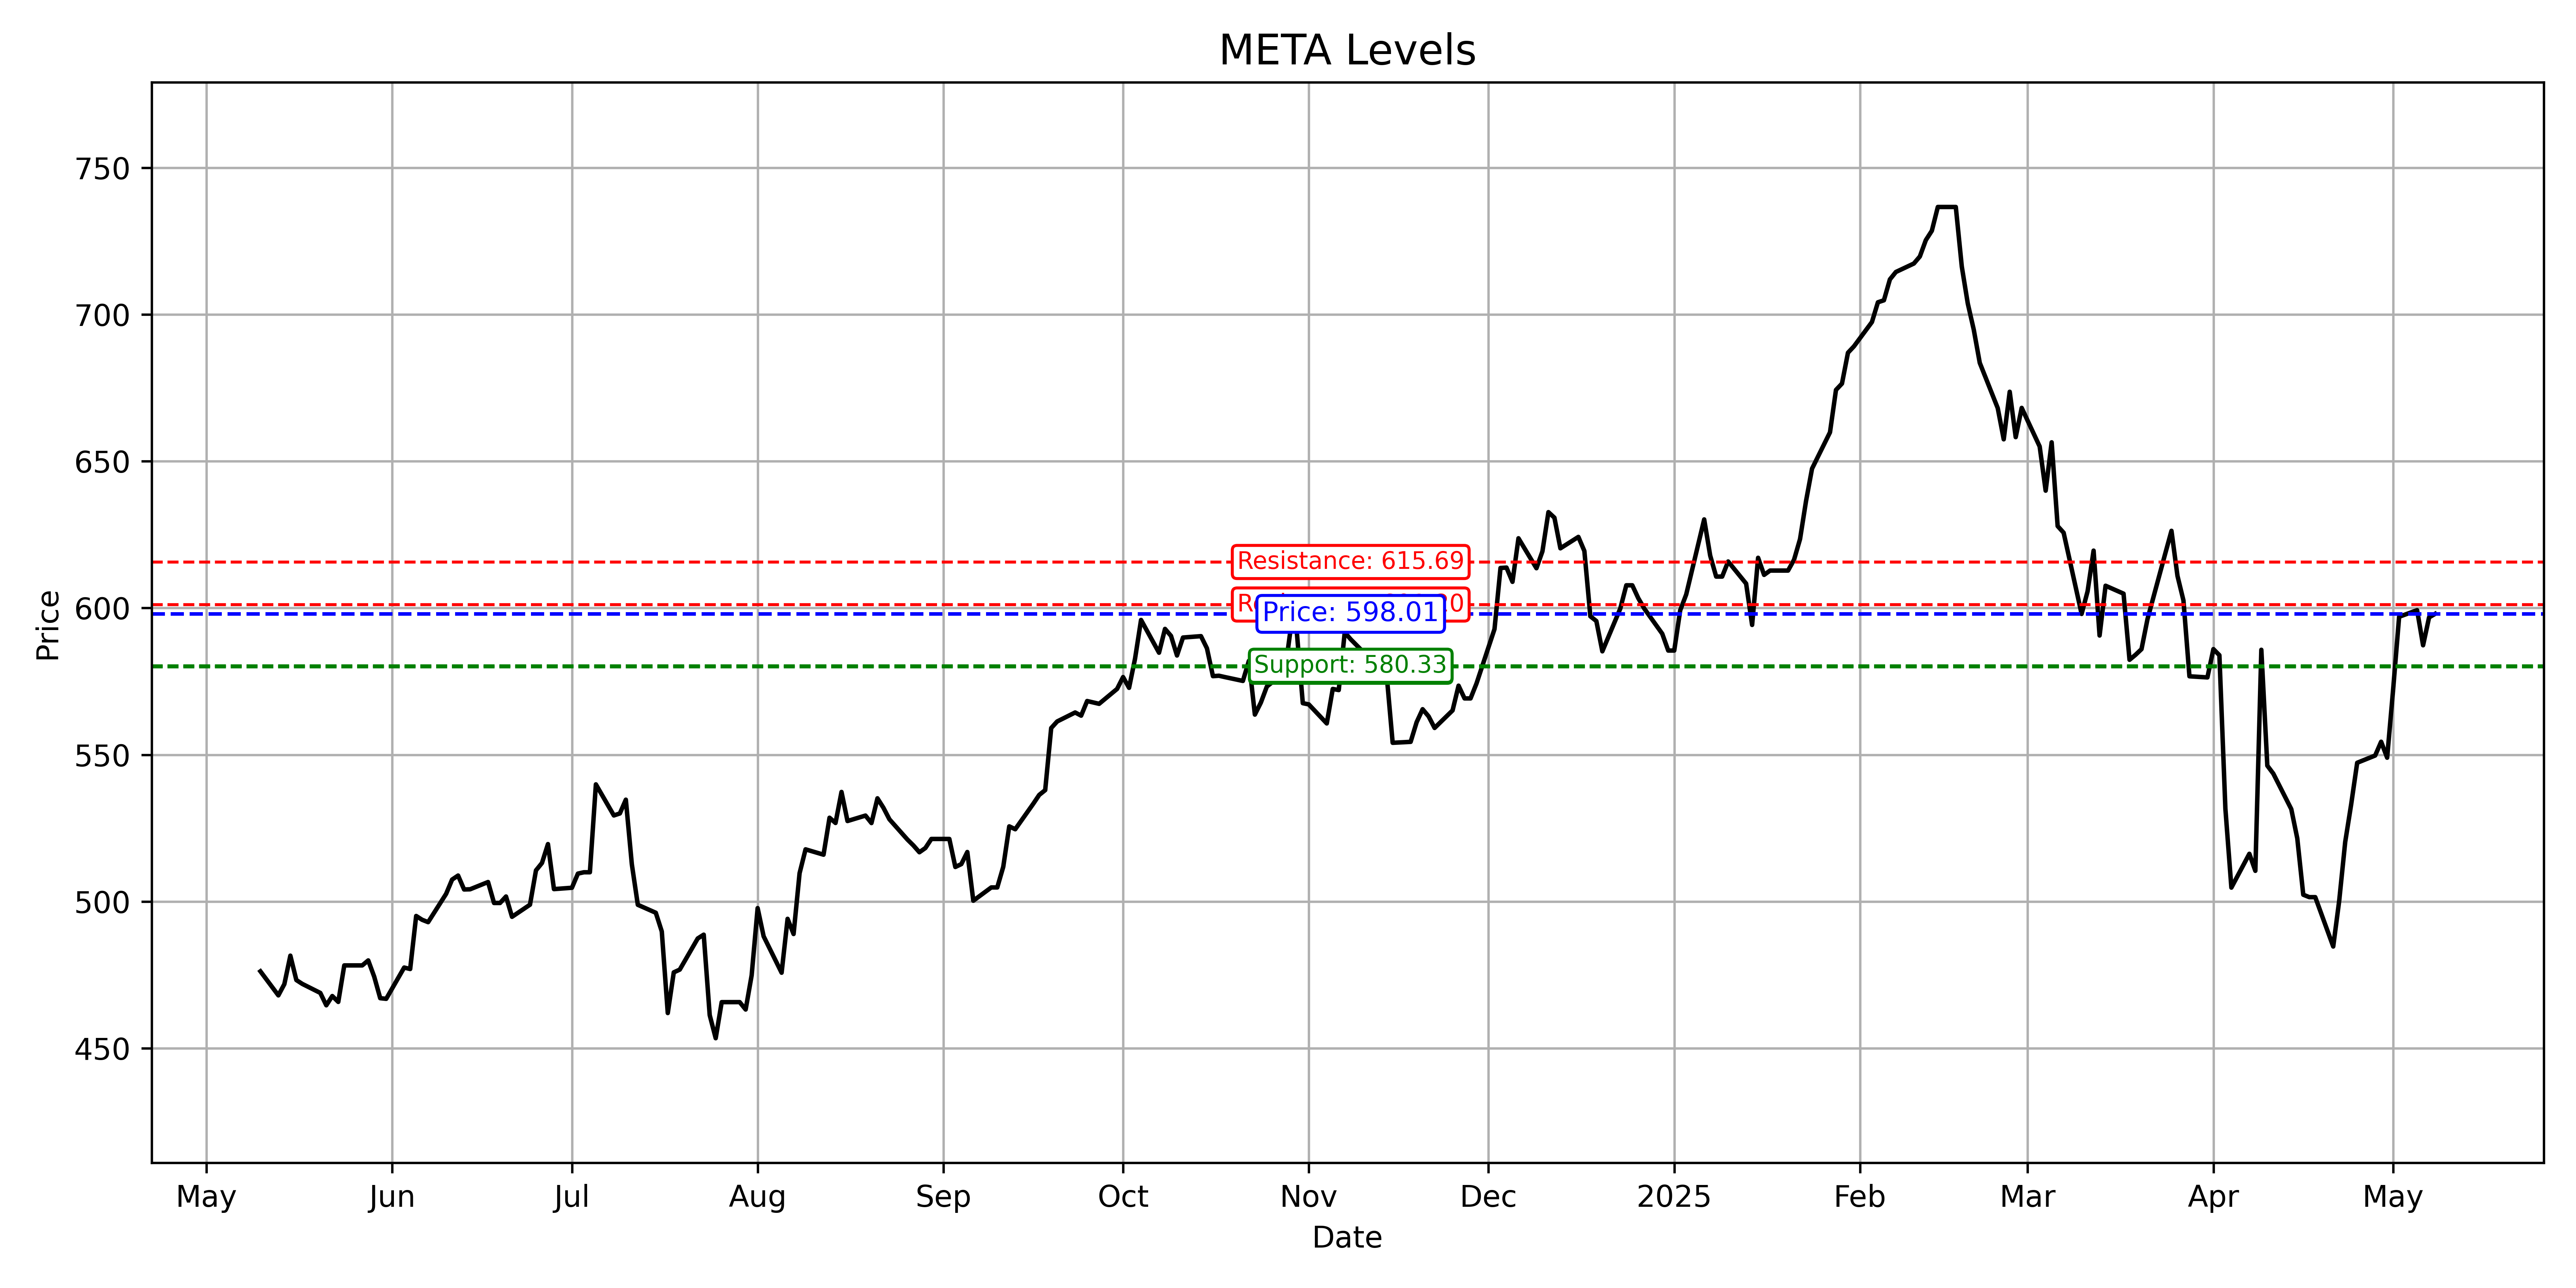 META Levels
Price
750
700
650
600
550
500
450
Resistance: 615.69
Price: 598.01
Support: 580.33
May Jun Jul Aug Sep Oct Nov Dec 2025 Feb Mar Apr May
Date